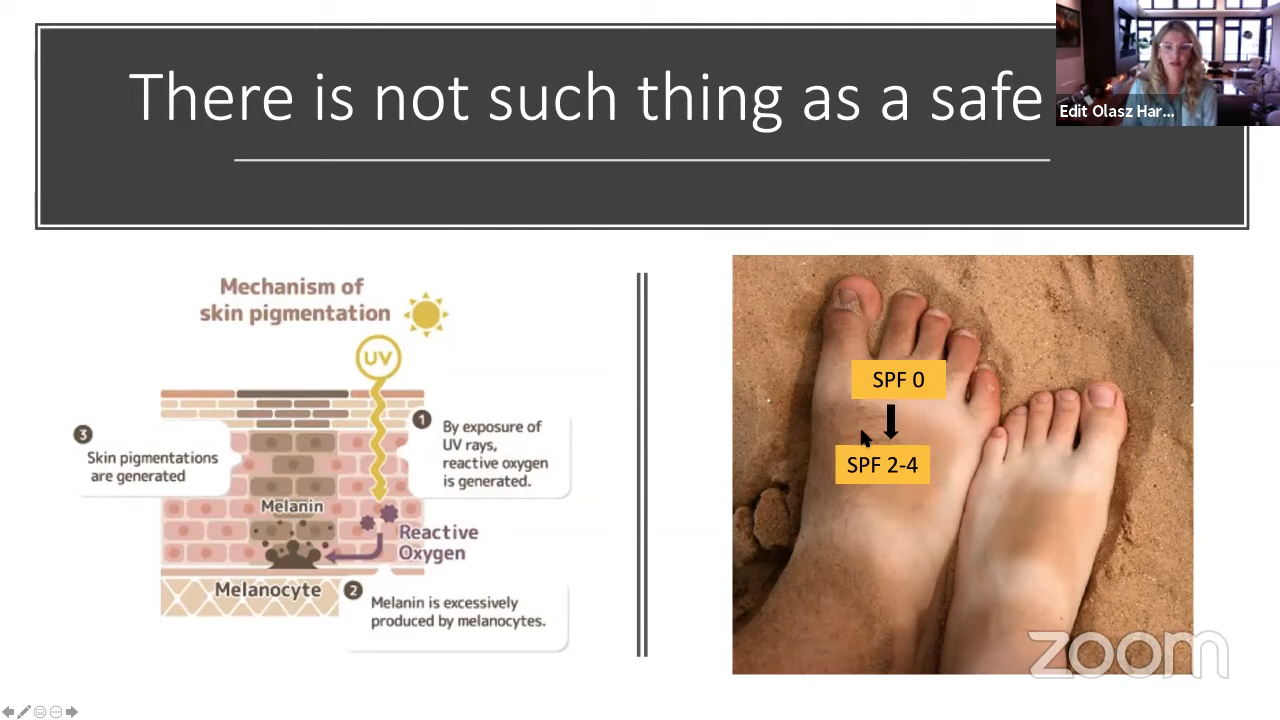 There is not such thing as a safe
Edit Olasz Har...
Mechanism of
skin pigmentation
UV
1
By exposure of
UV rays,
reactive oxygen
is generated.
3
Skin pigmentations
are generated
Melanin
Reactive
Oxygen
Melanocyte
2
Melanin is excessively
produced by melanocytes.
SPF 0
SPF 2-4
zoom